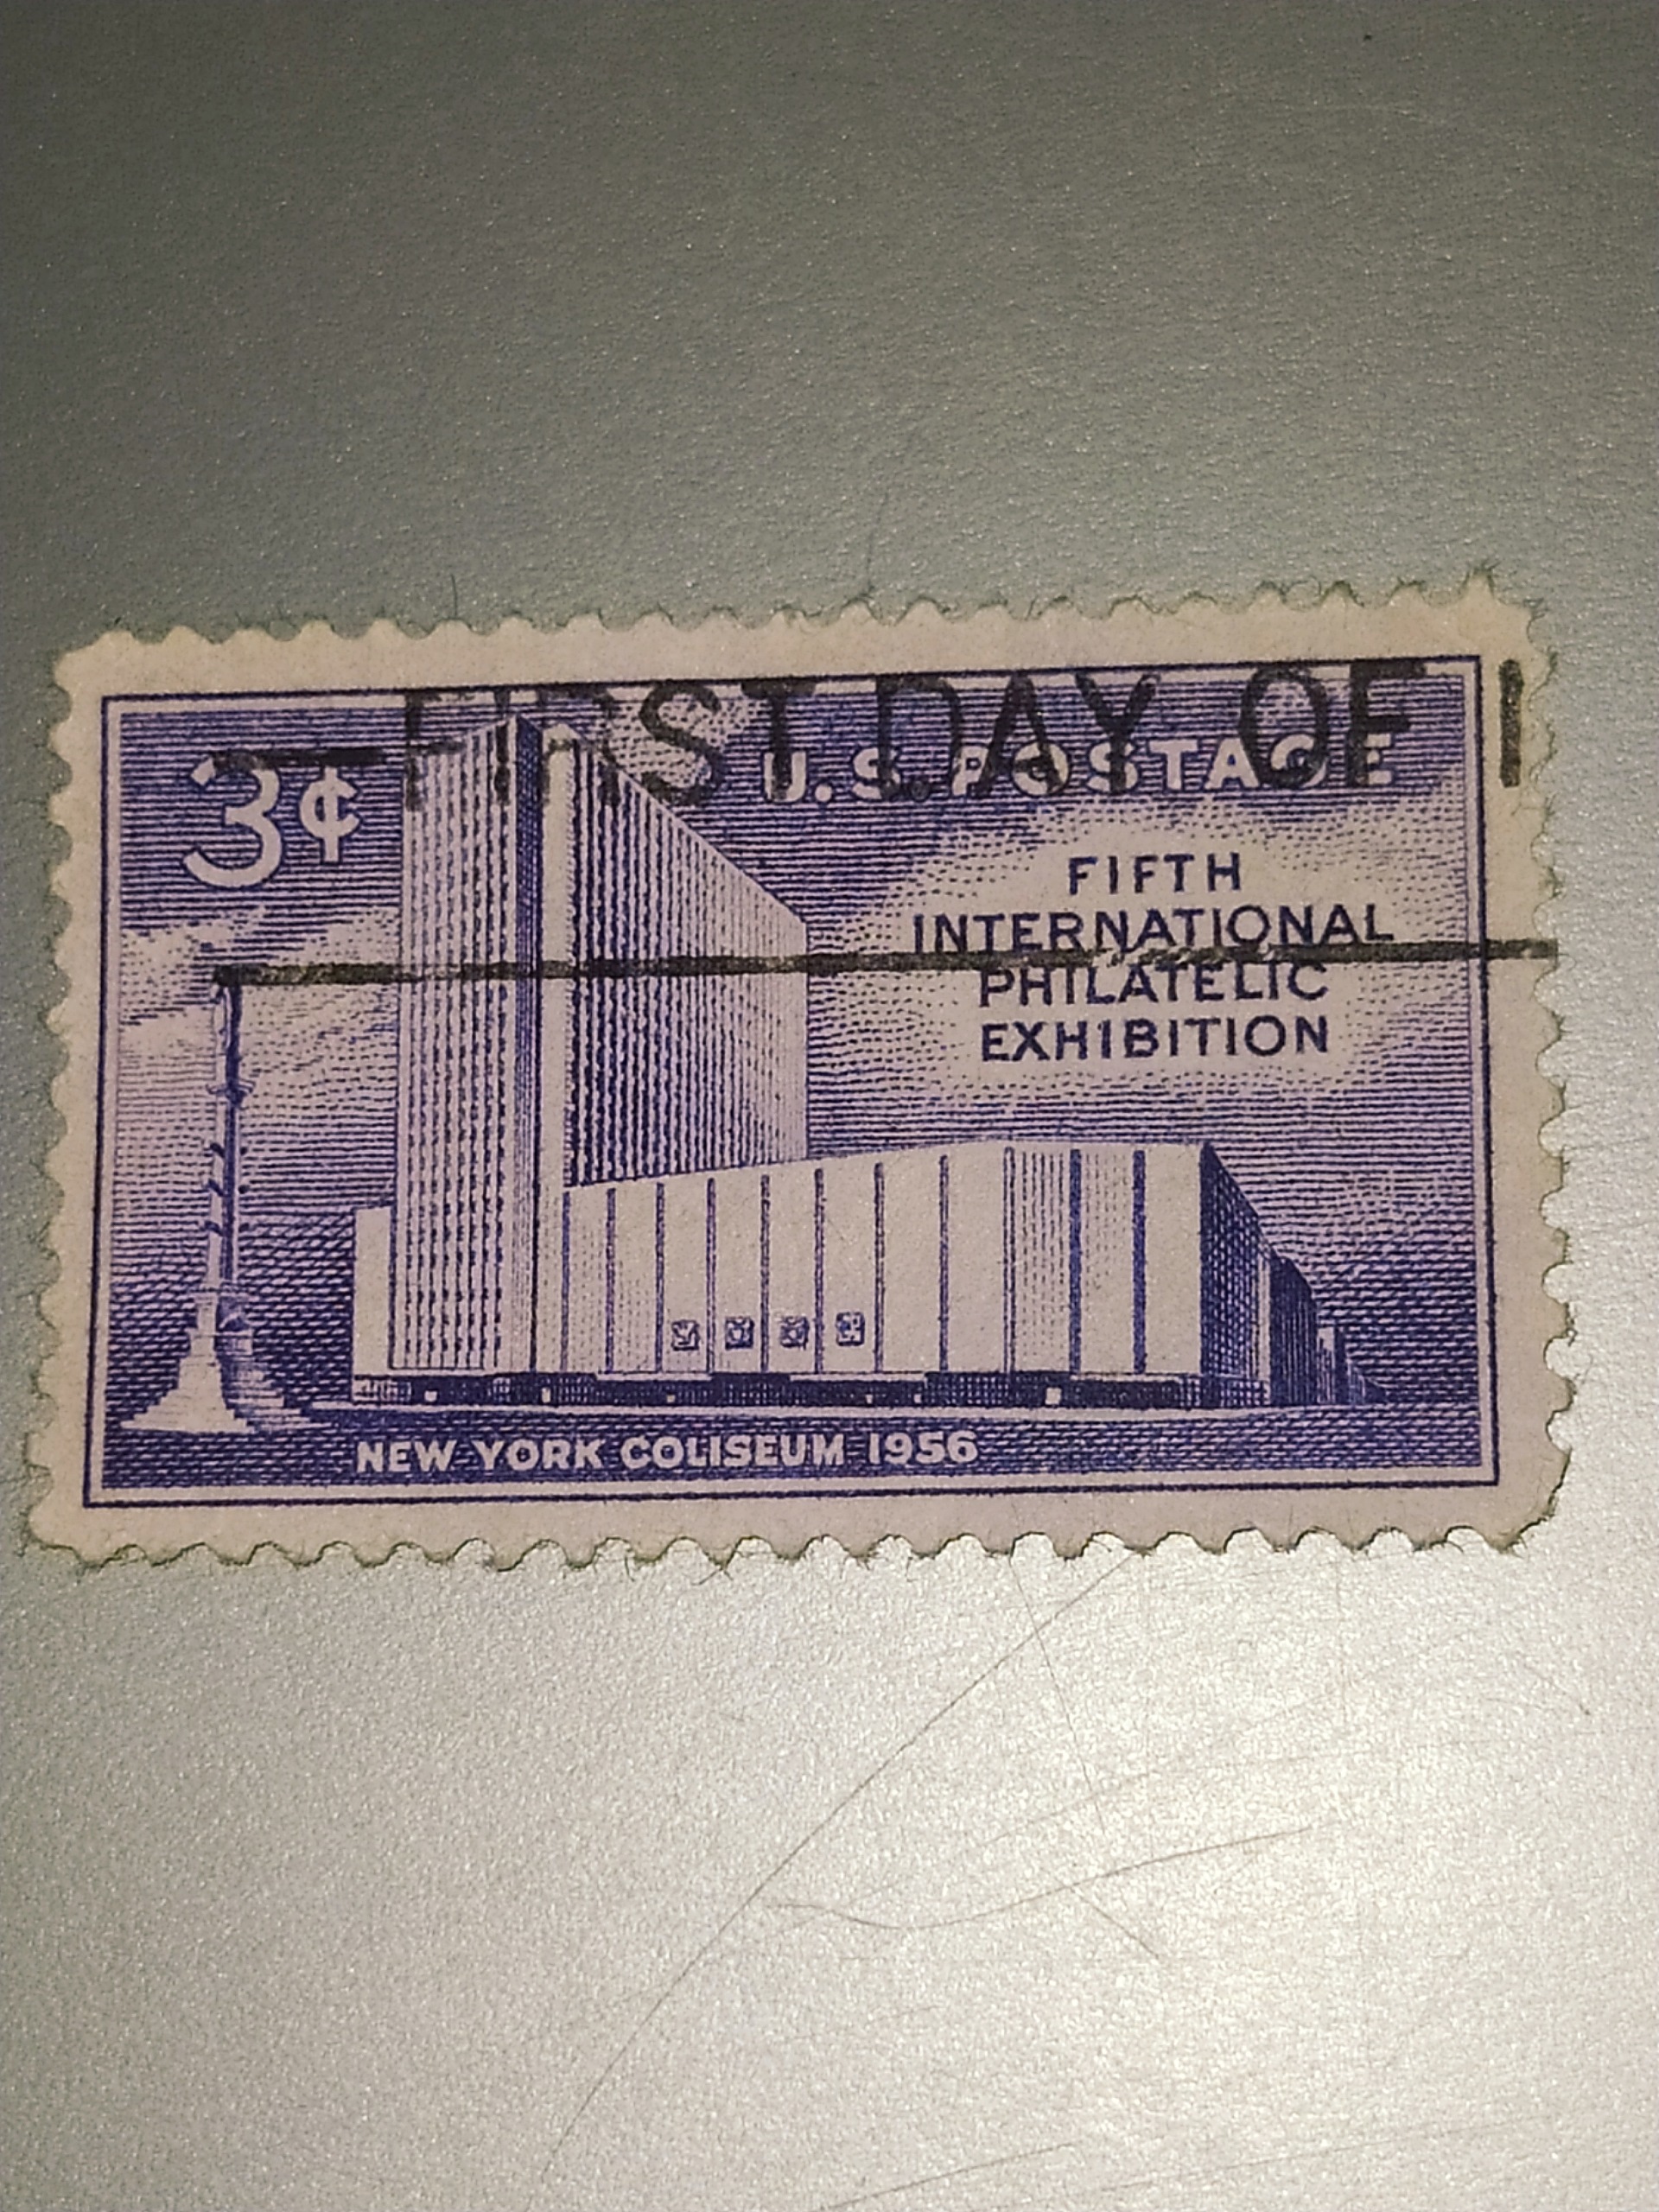 FIRST DAY OF I
3¢
U.S. POSTAGE
FIFTH
INTERNATIONAL
PHILATELIC
EXHIBITION
NEW YORK COLISEUM 1956